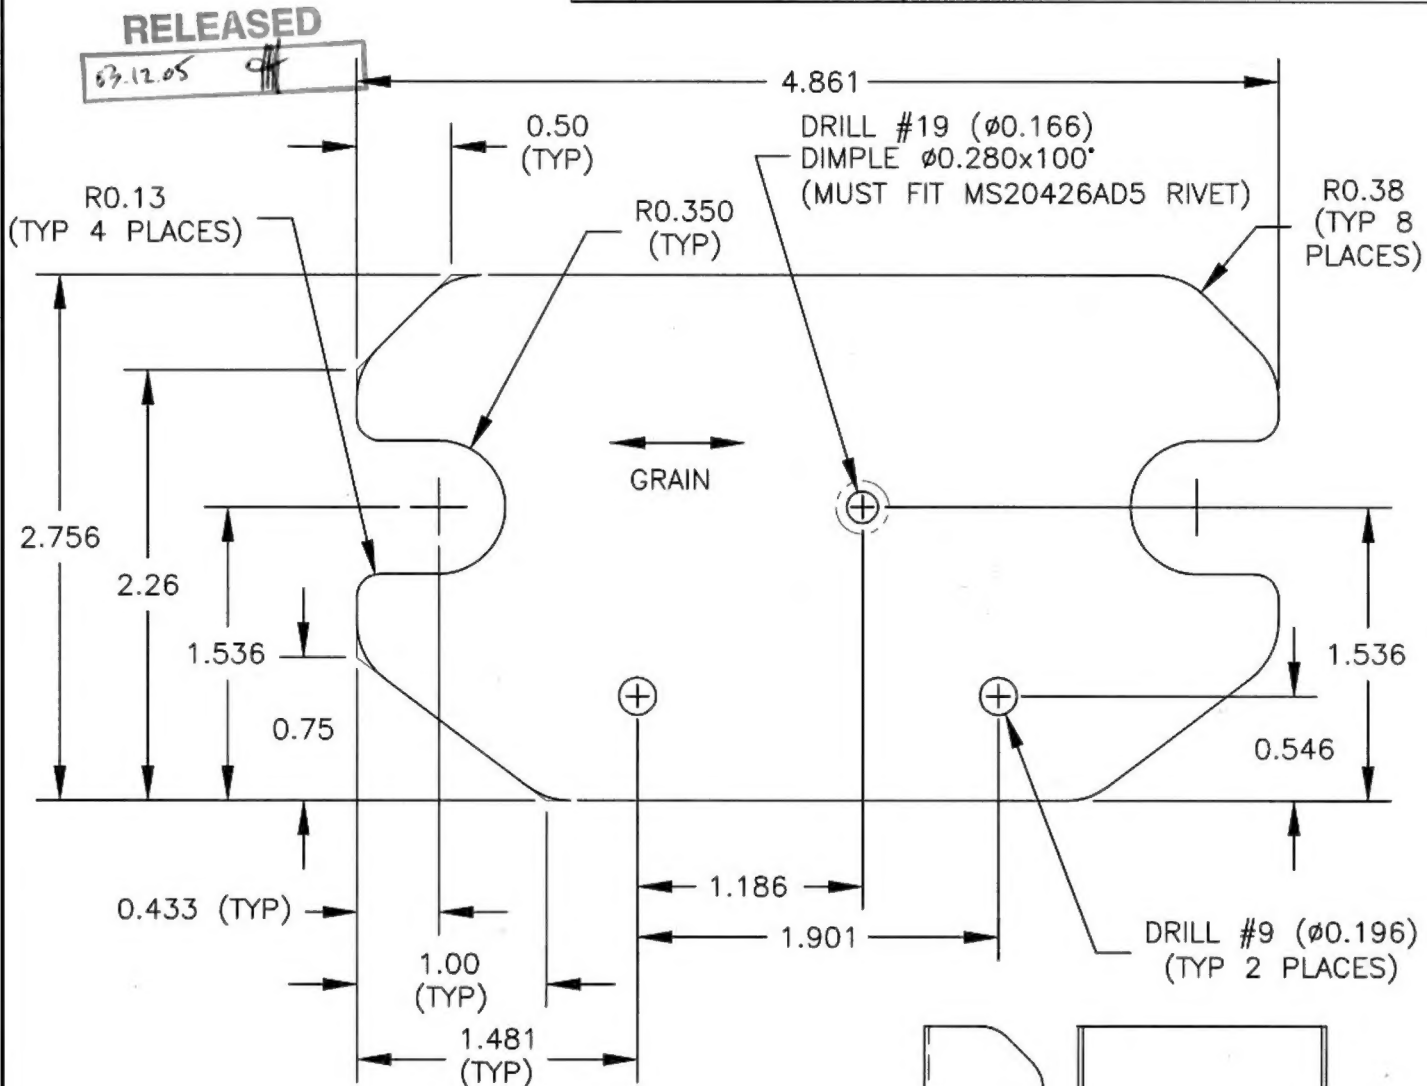 RELEASED
03.12.05
4.861
0.50
(TYP)
DRILL #19 (ø0.166)
DIMPLE ø0.280x100°
(MUST FIT MS20426AD5 RIVET)
R0.13
(TYP 4 PLACES)
R0.350
(TYP)
R0.38
(TYP 8
PLACES)
GRAIN
2.756
2.26
1.536
0.75
1.536
0.546
0.433 (TYP)
1.186
1.901
DRILL #9 (ø0.196)
(TYP 2 PLACES)
1.00
(TYP)
1.481
(TYP)